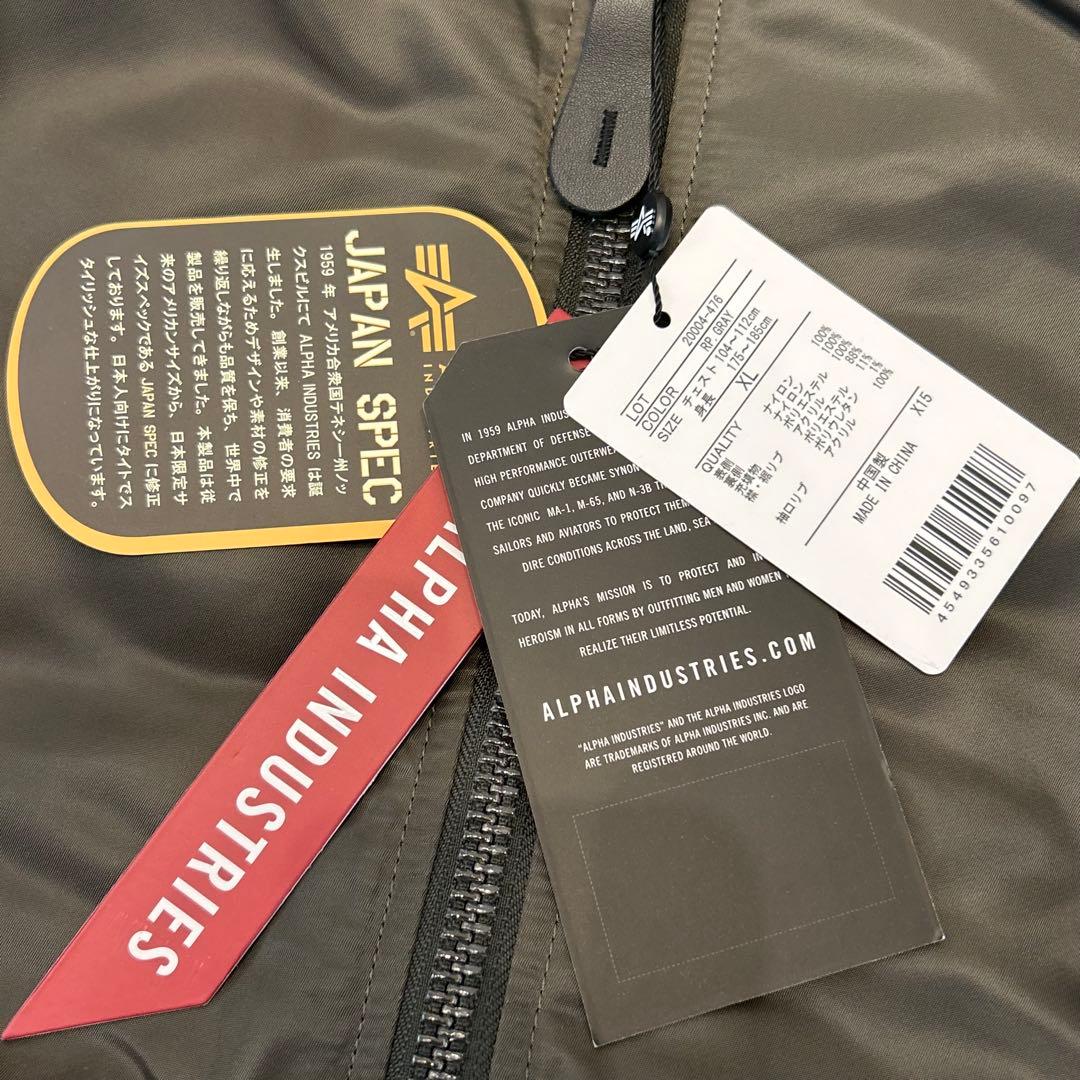 JAPAN SPEC
1959 年 アメリカ合衆国テネシー州ノッ
クスビルにて ALPHA INDUSTRIES は誕
生しました。創業以来、消費者の要求
に応えるためデザインや素材の修正を
繰り返しながらも品質を保ち、世界中で
製品を販売してきました。本製品は従
来のアメリカンサイズから、日本限定サ
イズスペックである JAPAN SPEC に修正
しております。日本人向けにタイトでス
タイリッシュな仕上がりになっています。
ALPHA INDUSTRIES
IN 1959 ALPHA INDUS
DEPARTMENT OF DEFENSE
HIGH PERFORMANCE OUTERWEA
COMPANY QUICKLY BECAME SYNON
THE ICONIC MA-1, M-65, AND N-3B
SAILORS AND AVIATORS TO PROTECT THEM
DIRE CONDITIONS ACROSS THE LAND, SEA
TODAY, ALPHA'S MISSION IS TO PROTECT AND IN
HEROISM IN ALL FORMS BY OUTFITTING MEN AND WOMEN
REALIZE THEIR LIMITLESS POTENTIAL.
ALPHAINDUSTRIES.COM
"ALPHA INDUSTRIES" AND THE ALPHA INDUSTRIES LOGO
ARE TRADEMARKS OF ALPHA INDUSTRIES INC. AND ARE
REGISTERED AROUND THE WORLD.
LOT 20004-476
COLOR RP.GRAY
SIZE チェスト 104～112cm
身長 175～185cm
XL
QUALITY
表側 ナイロン 100%
裏側 ナイロン 100%
充填物 ポリエステル 100%
襟 裾リブ アクリル 88%
ポリエステル 11%
ポリウレタン 1%
袖口リブ アクリル 100%
中国製 X15
MADE IN CHINA
4549335610097